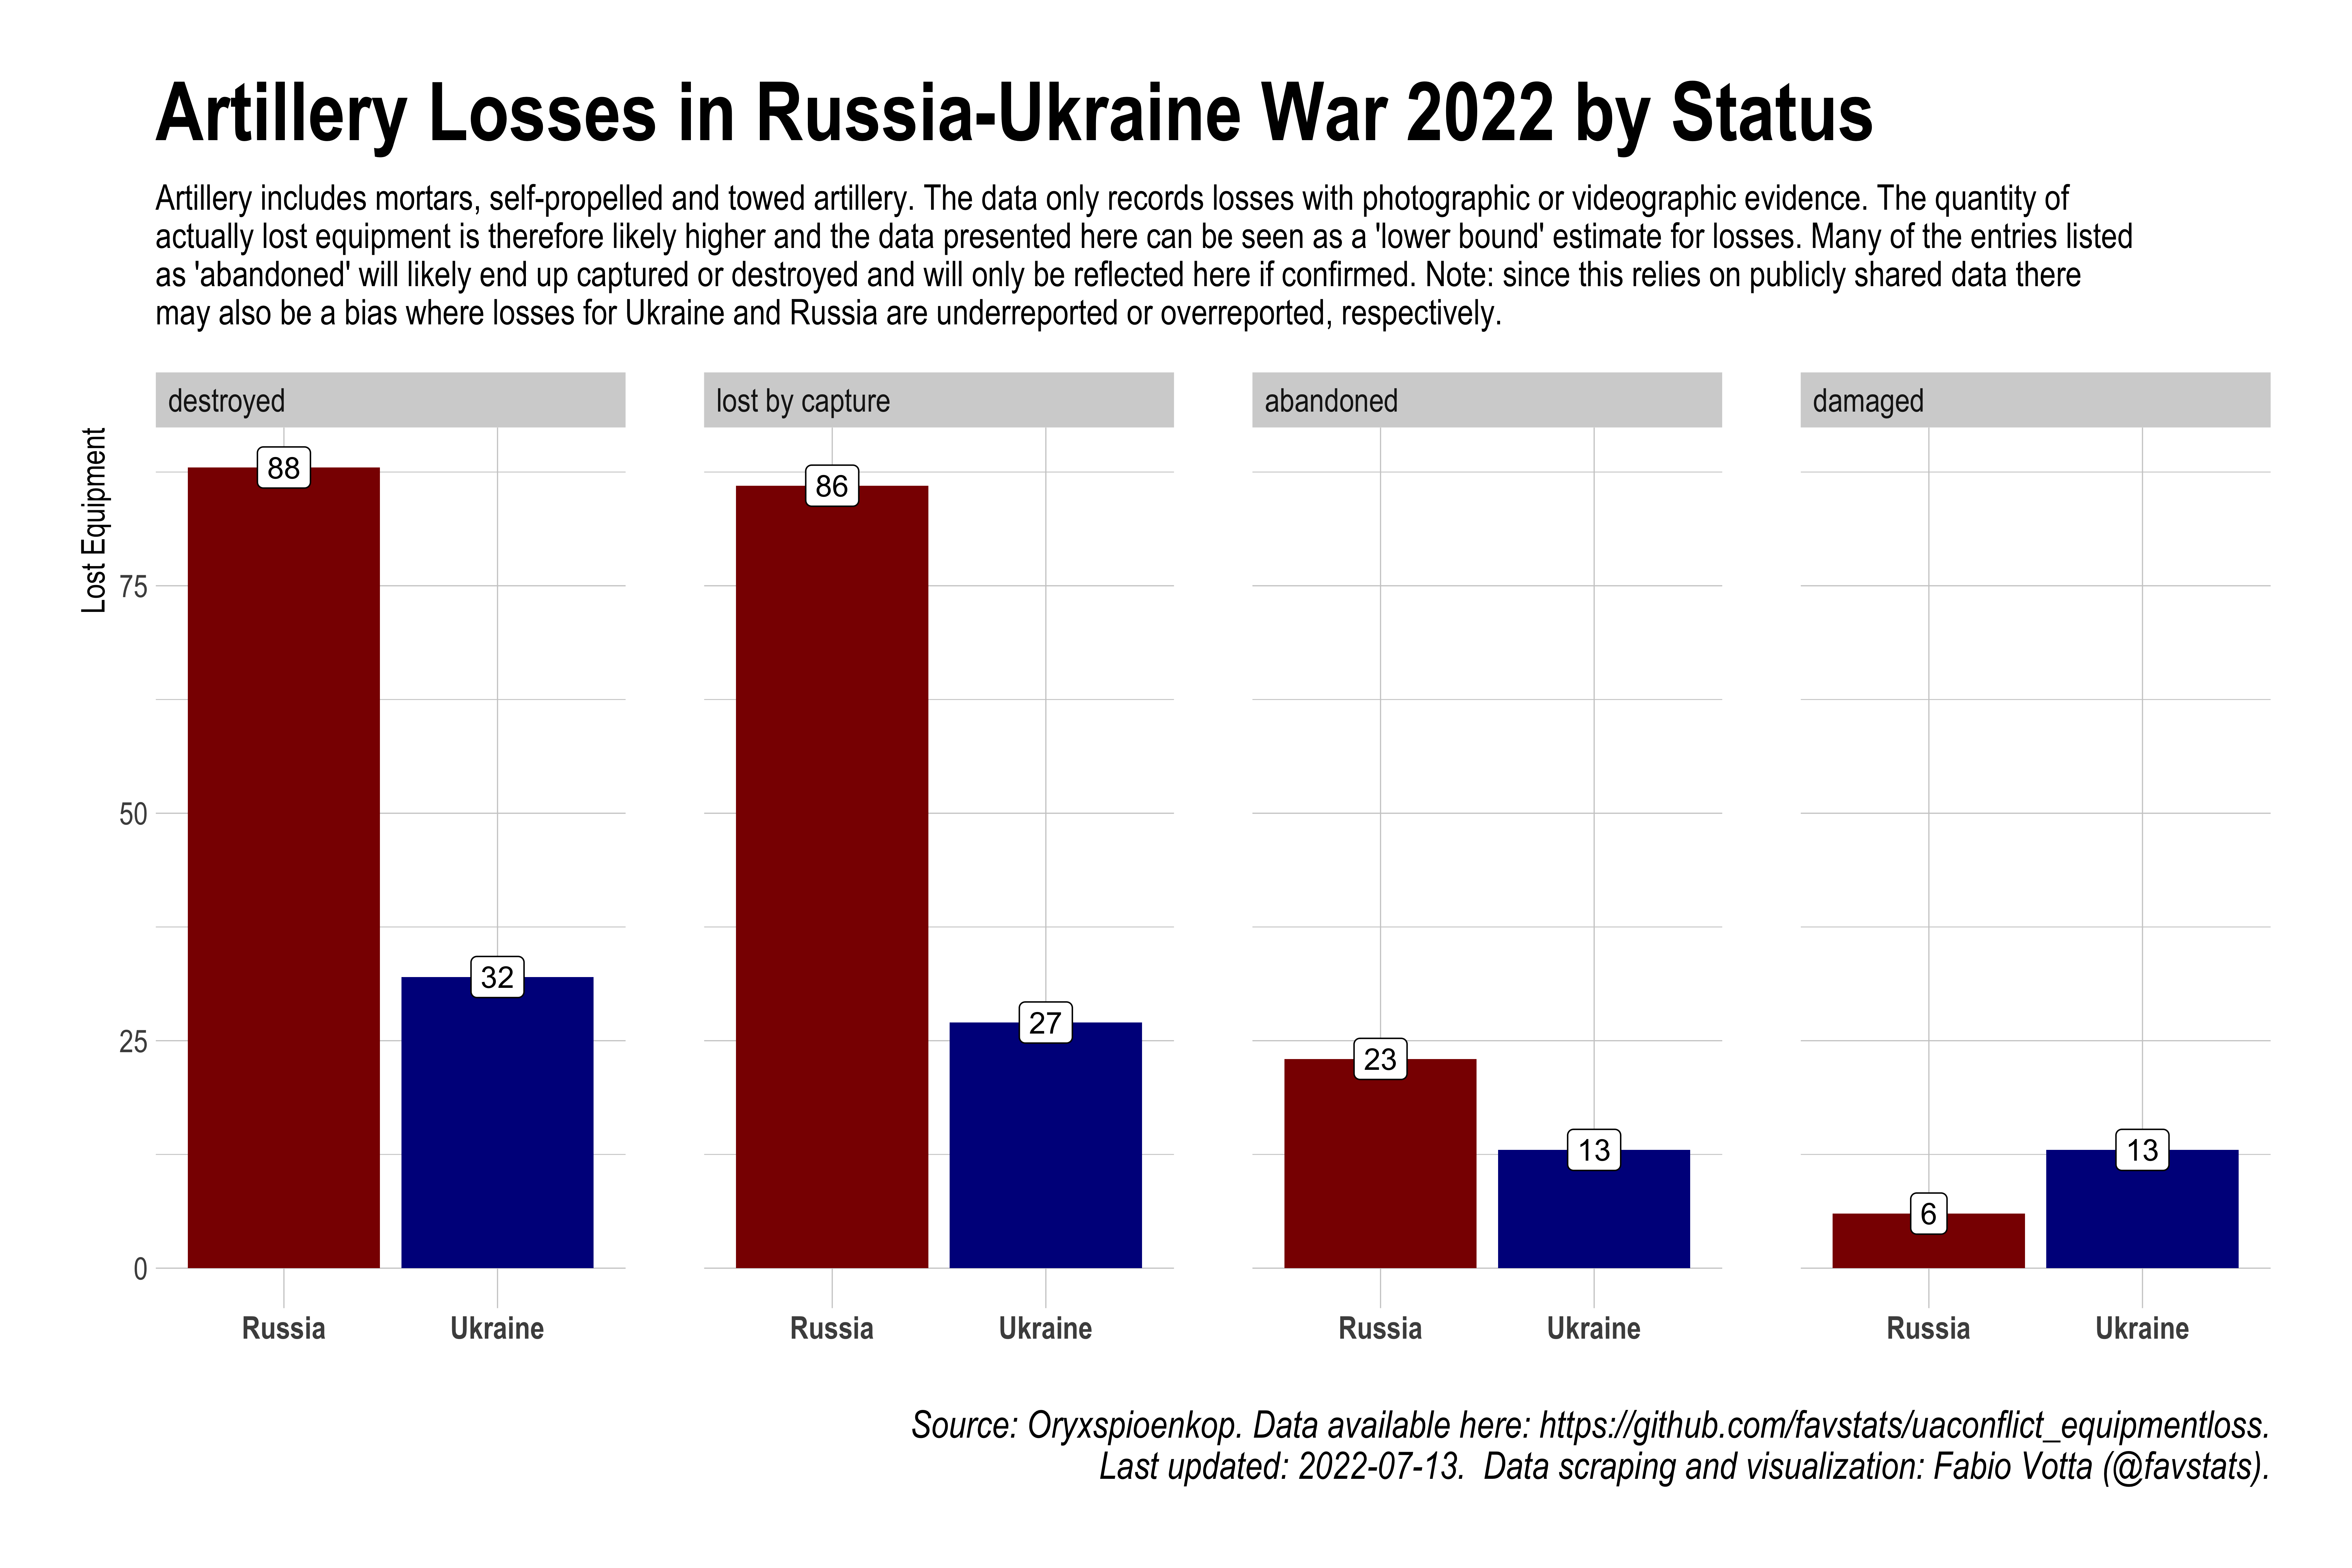 Artillery Losses in Russia-Ukraine War 2022 by Status
Artillery includes mortars, self-propelled and towed artillery. The data only records losses with photographic or videographic evidence. The quantity of
actually lost equipment is therefore likely higher and the data presented here can be seen as a 'lower bound' estimate for losses. Many of the entries listed
as 'abandoned' will likely end up captured or destroyed and will only be reflected here if confirmed. Note: since this relies on publicly shared data there
may also be a bias where losses for Ukraine and Russia are underreported or overreported, respectively.
Lost Equipment
75
50
25
0
destroyed
88
32
Russia
Ukraine
lost by capture
86
27
Russia
Ukraine
abandoned
23
13
Russia
Ukraine
damaged
6
13
Russia
Ukraine
Source: Oryxspioenkop. Data available here: https://github.com/favstats/uaconflict_equipmentloss.
Last updated: 2022-07-13.  Data scraping and visualization: Fabio Votta (@favstats).